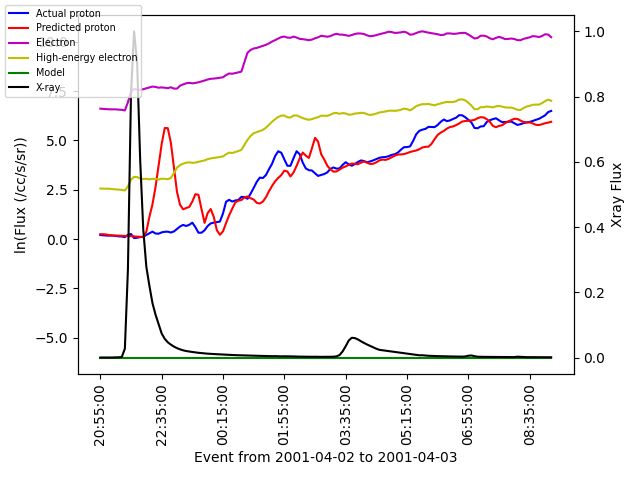 Actual proton
Predicted proton
Electron
High-energy electron
Model
X-ray
7.5
5.0
2.5
0.0
−2.5
−5.0
ln(Flux (/cc/s/sr))
1.0
0.8
0.6
0.4
0.2
0.0
Xray Flux
20:55:00
22:35:00
00:15:00
01:55:00
03:35:00
05:15:00
06:55:00
08:35:00
Event from 2001-04-02 to 2001-04-03